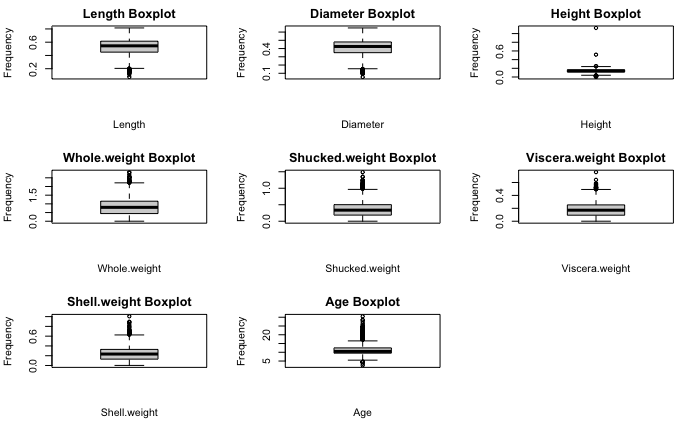 Length Boxplot
Frequency
0.2
0.6
Length
Diameter Boxplot
Frequency
0.1
0.4
Diameter
Height Boxplot
Frequency
0.0
0.6
Height
Whole.weight Boxplot
Frequency
0.0
1.5
Whole.weight
Shucked.weight Boxplot
Frequency
0.0
1.0
Shucked.weight
Viscera.weight Boxplot
Frequency
0.0
0.4
Viscera.weight
Shell.weight Boxplot
Frequency
0.0
0.6
Shell.weight
Age Boxplot
Frequency
5
20
Age